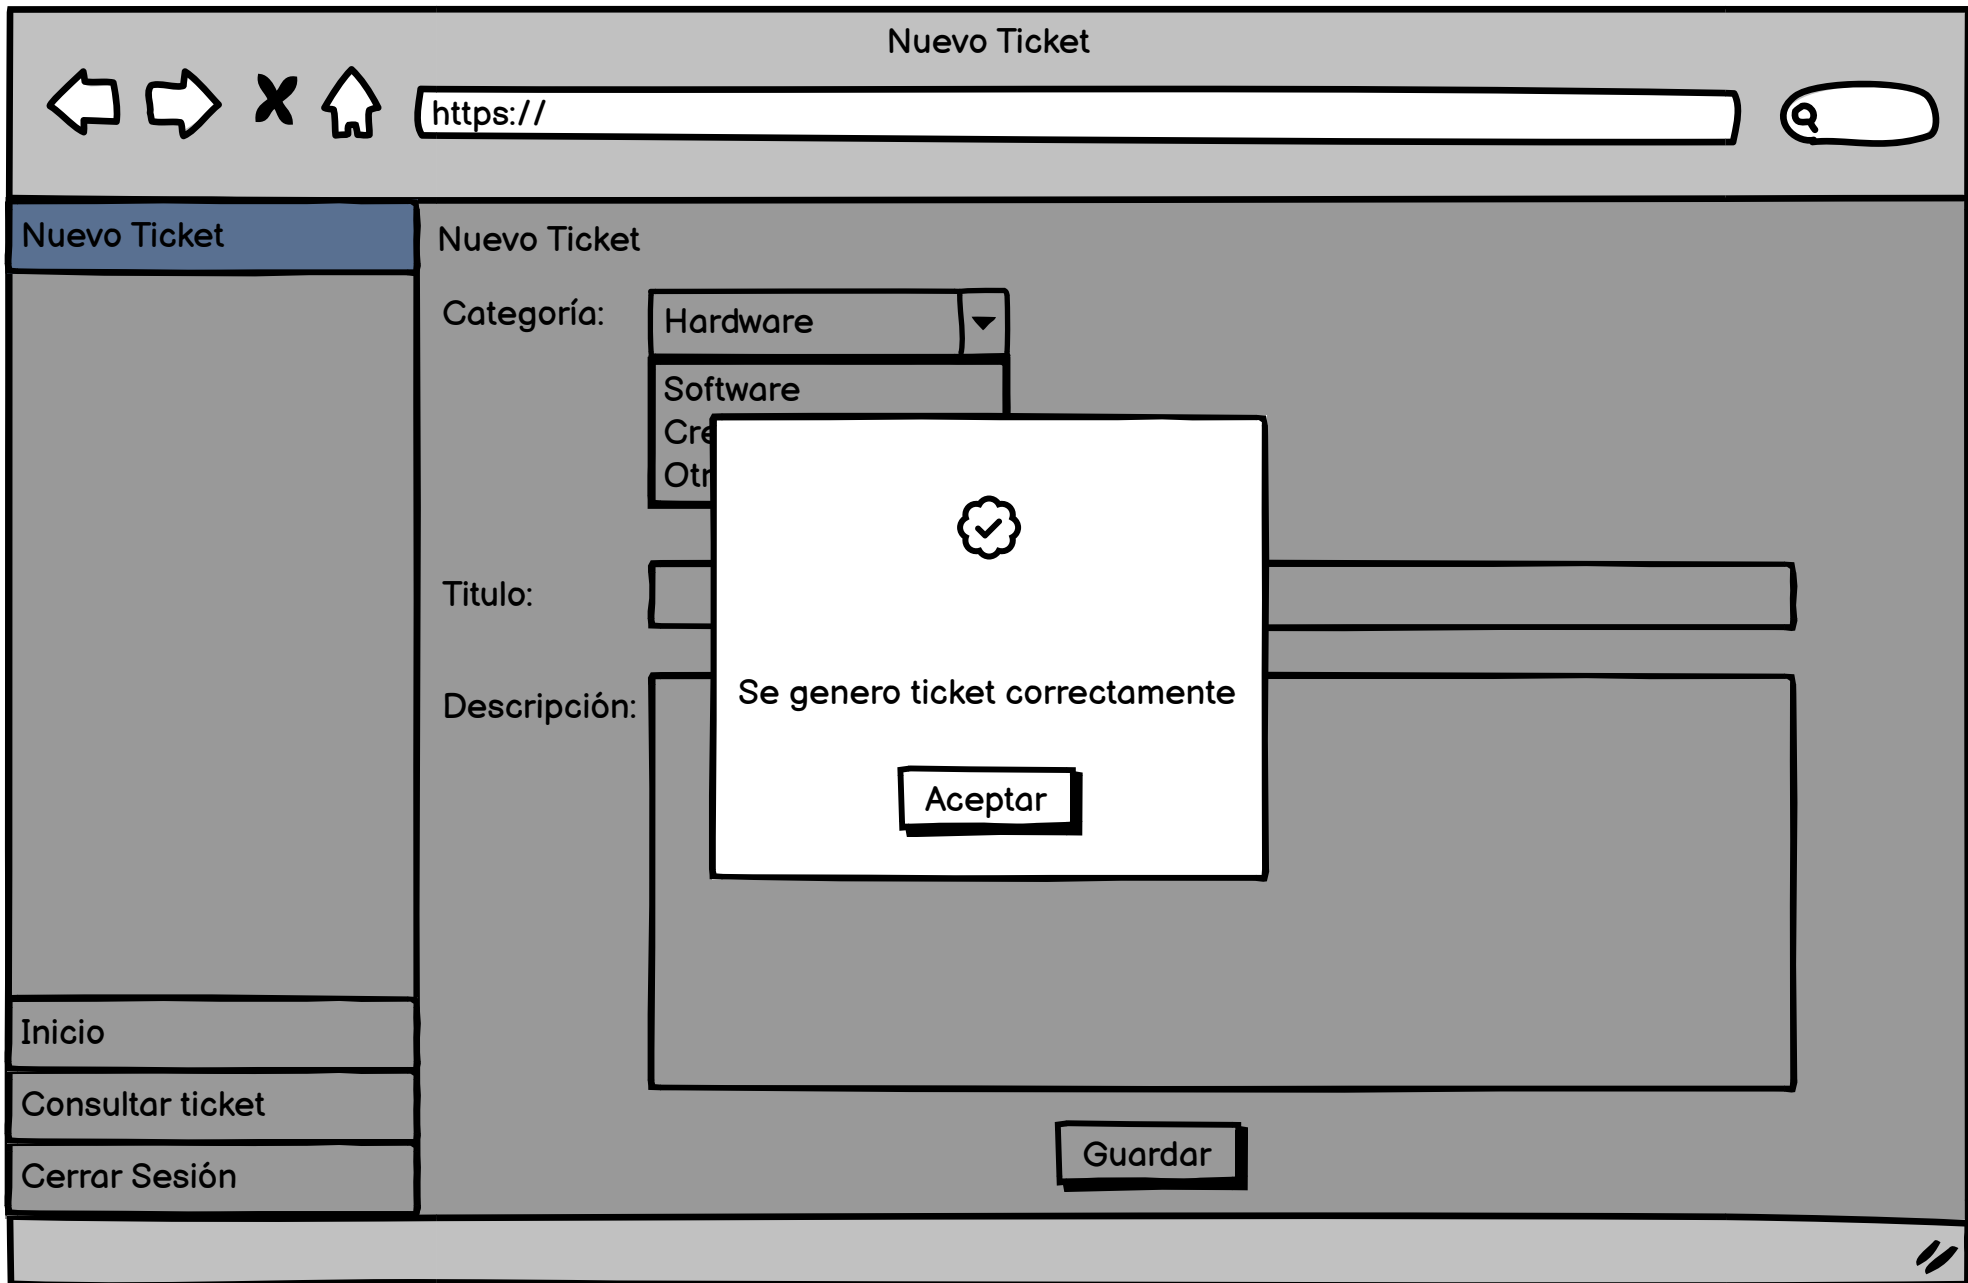 Nuevo Ticket
https://
Nuevo Ticket
Nuevo Ticket
Categoría:
Hardware
Software
Titulo:
Descripción:
Se genero ticket correctamente
Aceptar
Inicio
Consultar ticket
Cerrar Sesión
Guardar